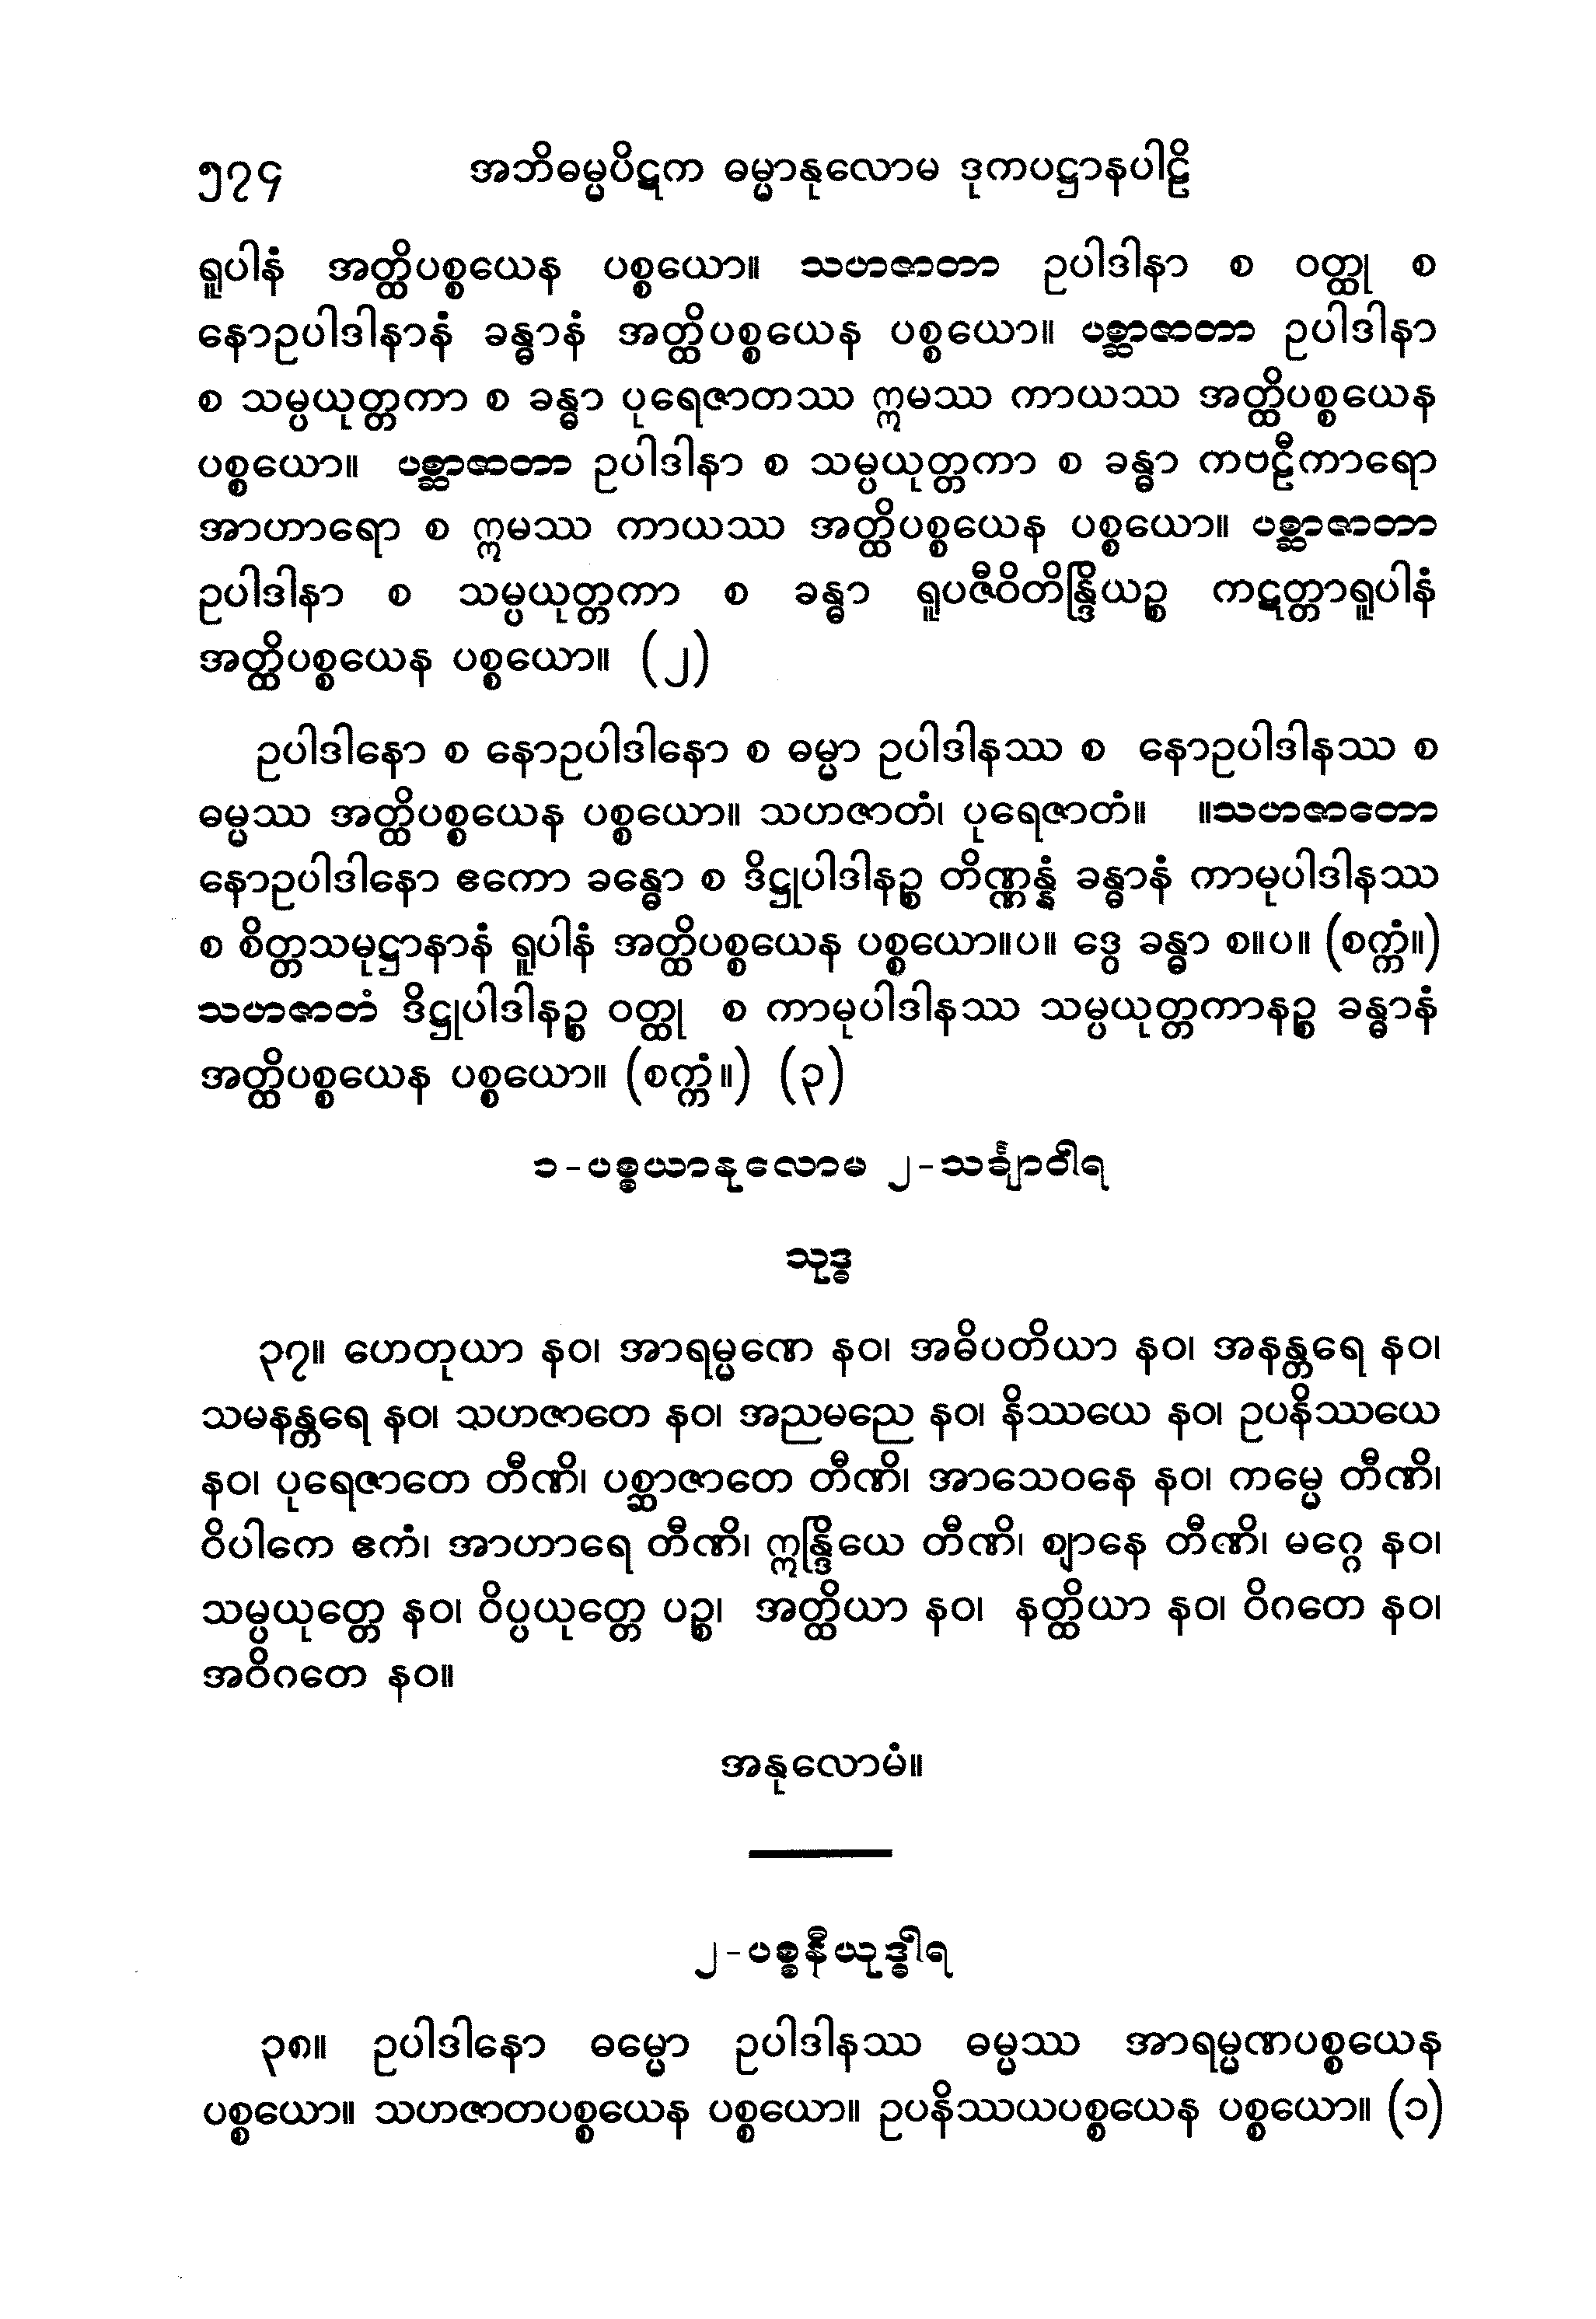 ၅၇၄ အဘိဓမ္မပိဋက ဓမ္မာနုလောမ ဒုကပဋ္ဌာနပါဠိ
ရူပါနံ အတ္ထိပစ္စယေန ပစ္စယော။ သဟဇာတာ ဥပါဒါနာ စ ဝတ္ထု စ
နောဥပါဒါနာနံ ခန္ဓာနံ အတ္ထိပစ္စယေန ပစ္စယော။ ပစ္ဆာဇာတာ ဥပါဒါနာ
စ သမ္ပယုတ္တကာ စ ခန္ဓာ ပုရေဇာတဿ ဣမဿ ကာယဿ အတ္ထိပစ္စယေန
ပစ္စယော။ ပစ္ဆာဇာတာ ဥပါဒါနာ စ သမ္ပယုတ္တကာ စ ခန္ဓာ ကဗဠီကာရော
အာဟာရော စ ဣမဿ ကာယဿ အတ္ထိပစ္စယေန ပစ္စယော။ ပစ္ဆာဇာတာ
ဥပါဒါနာ စ သမ္ပယုတ္တကာ စ ခန္ဓာ ရူပဇီဝိတိန္ဒြိယဉ္စ ကဋတ္တာရူပါနံ
အတ္ထိပစ္စယေန ပစ္စယော။ (၂)
ဥပါဒါနော စ နောဥပါဒါနော စ ဓမ္မာ ဥပါဒါနဿ စ နောဥပါဒါနဿ စ
ဓမ္မဿ အတ္ထိပစ္စယေန ပစ္စယော။ သဟဇာတံ၊ ပုရေဇာတံ။ ။သဟဇာတော
နောဥပါဒါနော ဧကော ခန္ဓော စ ဒိဋ္ဌုပါဒါနဉ္စ တိဏ္ဏန္နံ ခန္ဓာနံ ကာမုပါဒါနဿ
စ စိတ္တသမုဋ္ဌာနာနံ ရူပါနံ အတ္ထိပစ္စယေန ပစ္စယော။ပ။ ဒွေ ခန္ဓာ စ။ပ။ (စက္ကံ။)
သဟဇာတံ ဒိဋ္ဌုပါဒါနဉ္စ ဝတ္ထု စ ကာမုပါဒါနဿ သမ္ပယုတ္တကာနဉ္စ ခန္ဓာနံ
အတ္ထိပစ္စယေန ပစ္စယော။ (စက္ကံ။) (၃)
၁-ပစ္စယာနုလောမ ၂-သင်္ချာဝါရ
သုဒ္ဓ
၃၇။ ဟေတုယာ နဝ၊ အာရမ္မဏေ နဝ၊ အဓိပတိယာ နဝ၊ အနန္တရေ နဝ၊
သမနန္တရေ နဝ၊ သဟဇာတေ နဝ၊ အညမညေ နဝ၊ နိဿယေ နဝ၊ ဥပနိဿယေ
နဝ၊ ပုရေဇာတေ တီဏိ၊ ပစ္ဆာဇာတေ တီဏိ၊ အာသေဝနေ နဝ၊ ကမ္မေ တီဏိ၊
ဝိပါကေ ဧကံ၊ အာဟာရေ တီဏိ၊ ဣန္ဒြိယေ တီဏိ၊ ဈာနေ တီဏိ၊ မဂ္ဂေ နဝ၊
သမ္ပယုတ္တေ နဝ၊ ဝိပ္ပယုတ္တေ ပဉ္စ၊ အတ္ထိယာ နဝ၊ နတ္ထိယာ နဝ၊ ဝိဂတေ နဝ၊
အဝိဂတေ နဝ။
အနုလောမံ။
၂-ပစ္စနီယုဒ္ဓါရ
၃၈။ ဥပါဒါနော ဓမ္မော ဥပါဒါနဿ ဓမ္မဿ အာရမ္မဏပစ္စယေန
ပစ္စယော။ သဟဇာတပစ္စယေန ပစ္စယော။ ဥပနိဿယပစ္စယေန ပစ္စယော။ (၁)